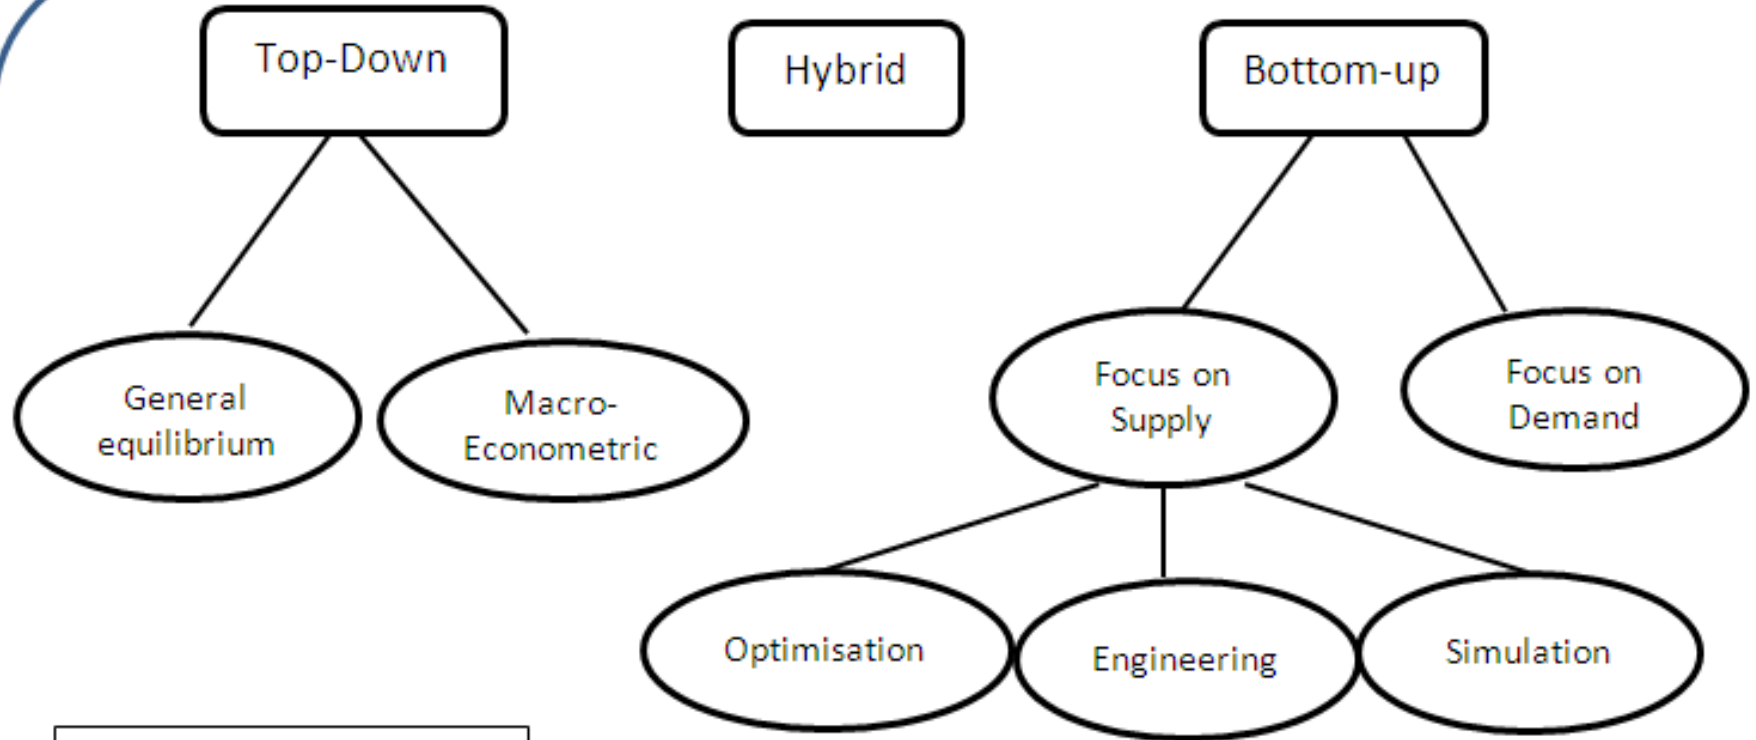 Top-Down
Hybrid
Bottom-up
General
equilibrium
Macro-
Econometric
Focus on
Supply
Focus on
Demand
Optimisation
Engineering
Simulation